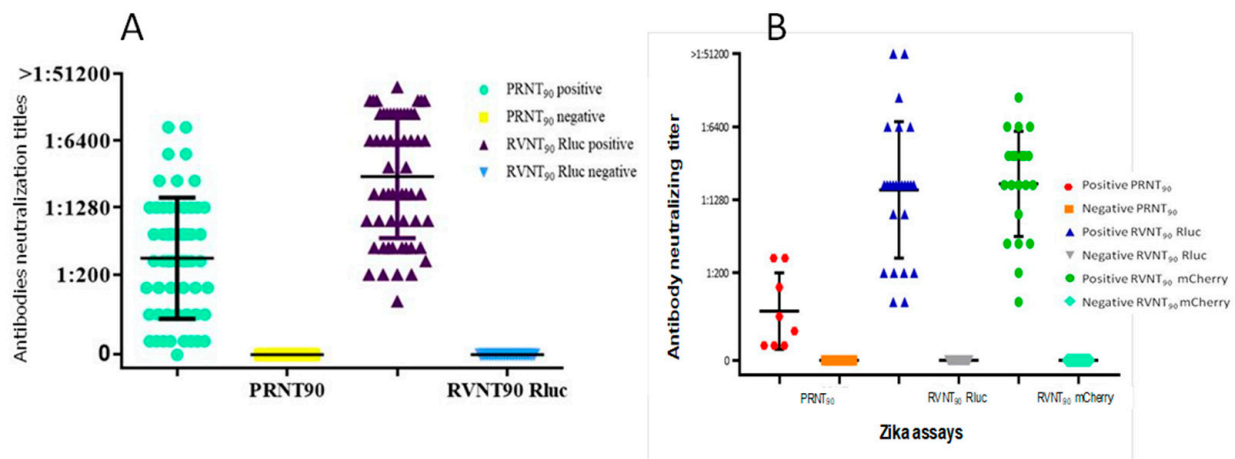 A
Antibodies neutralization titles
>1:51200
1:6400
1:1280
1:200
0
PRNT90
RVNT90 Rluc
PRNT₉₀ positive
PRNT₉₀ negative
RVNT₉₀ Rluc positive
RVNT₉₀ Rluc negative
B
Antibody neutralizing titer
>1:51200
1:6400
1:1280
1:200
0
PRNT₉₀
RVNT₉₀ Rluc
RVNT₉₀ mCherry
Zika assays
Positive PRNT₉₀
Negative PRNT₉₀
Positive RVNT₉₀ Rluc
Negative RVNT₉₀ Rluc
Positive RVNT₉₀ mCherry
Negative RVNT₉₀ mCherry